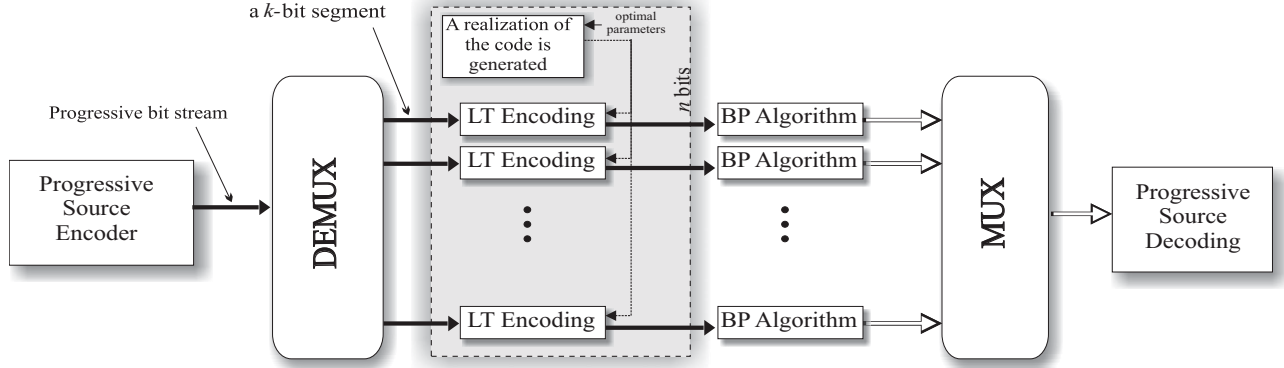 a k-bit segment
A realization of
the code is
generated
optimal
parameters
n bits
Progressive bit stream
Progressive
Source
Encoder
DEMUX
LT Encoding
BP Algorithm
LT Encoding
BP Algorithm
LT Encoding
BP Algorithm
MUX
Progressive
Source
Decoding